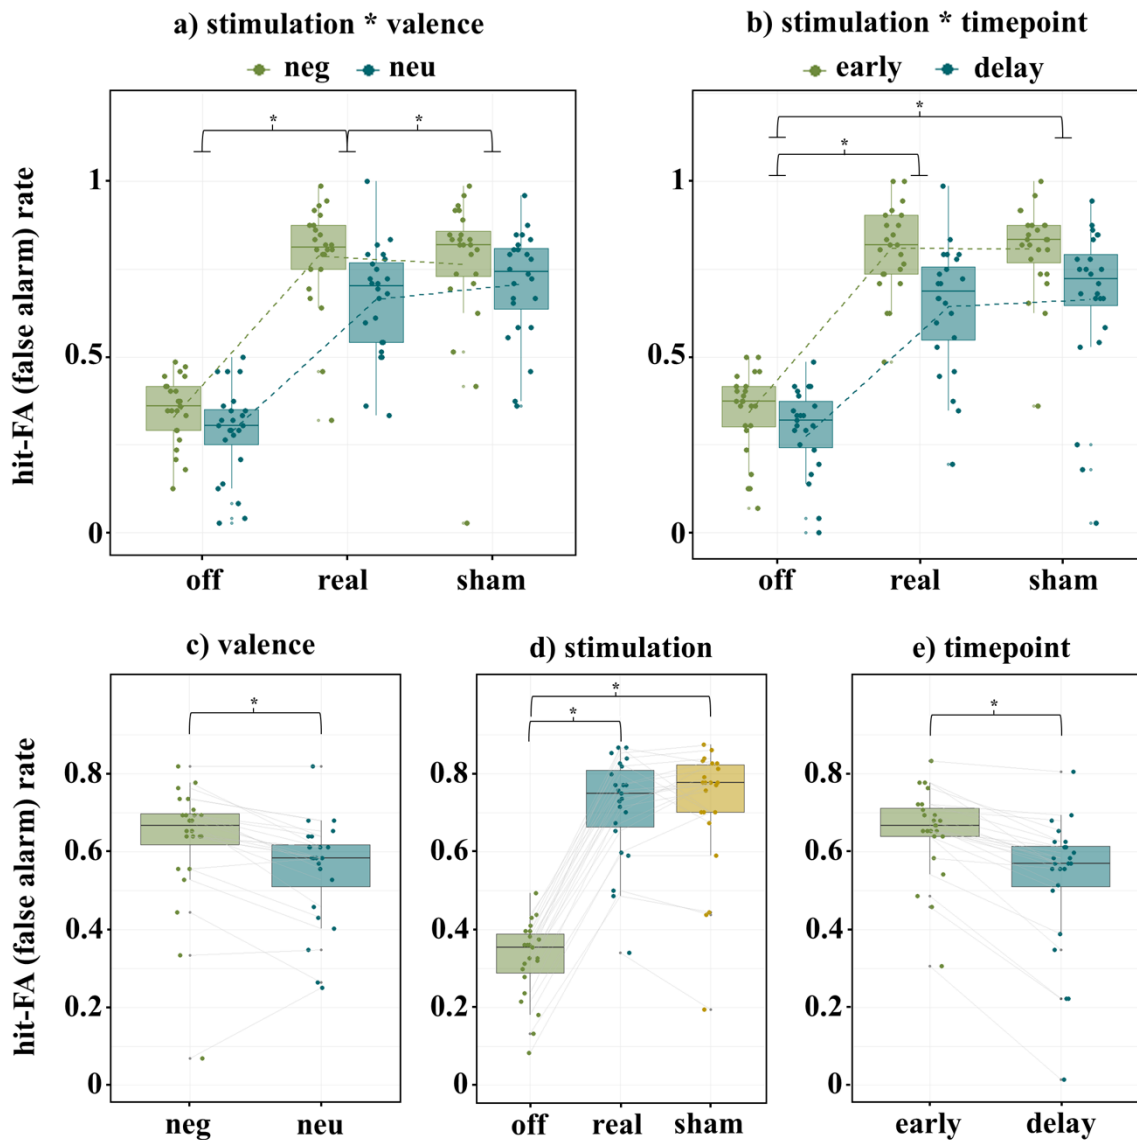 a) stimulation * valence
neg neu
hit-FA (false alarm) rate
1
0.5
0
* *
off real sham
b) stimulation * timepoint
early delay
1
0.5
0
*
*
off real sham
c) valence
hit-FA (false alarm) rate
0.8
0.6
0.4
0.2
0
*
neg neu
d) stimulation
0.8
0.6
0.4
0.2
0
*
*
off real sham
e) timepoint
0.8
0.6
0.4
0.2
0
*
early delay